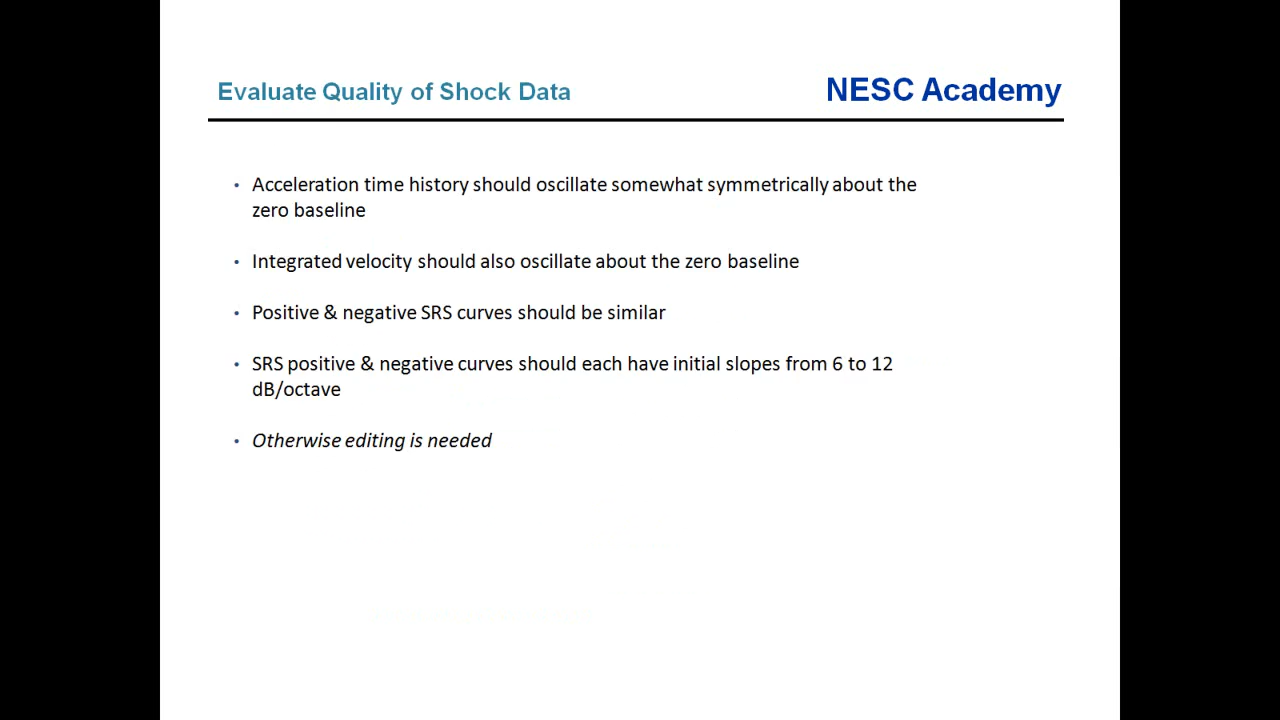 Evaluate Quality of Shock Data
NESC Academy
• Acceleration time history should oscillate somewhat symmetrically about the
zero baseline
• Integrated velocity should also oscillate about the zero baseline
• Positive & negative SRS curves should be similar
• SRS positive & negative curves should each have initial slopes from 6 to 12
dB/octave
• Otherwise editing is needed